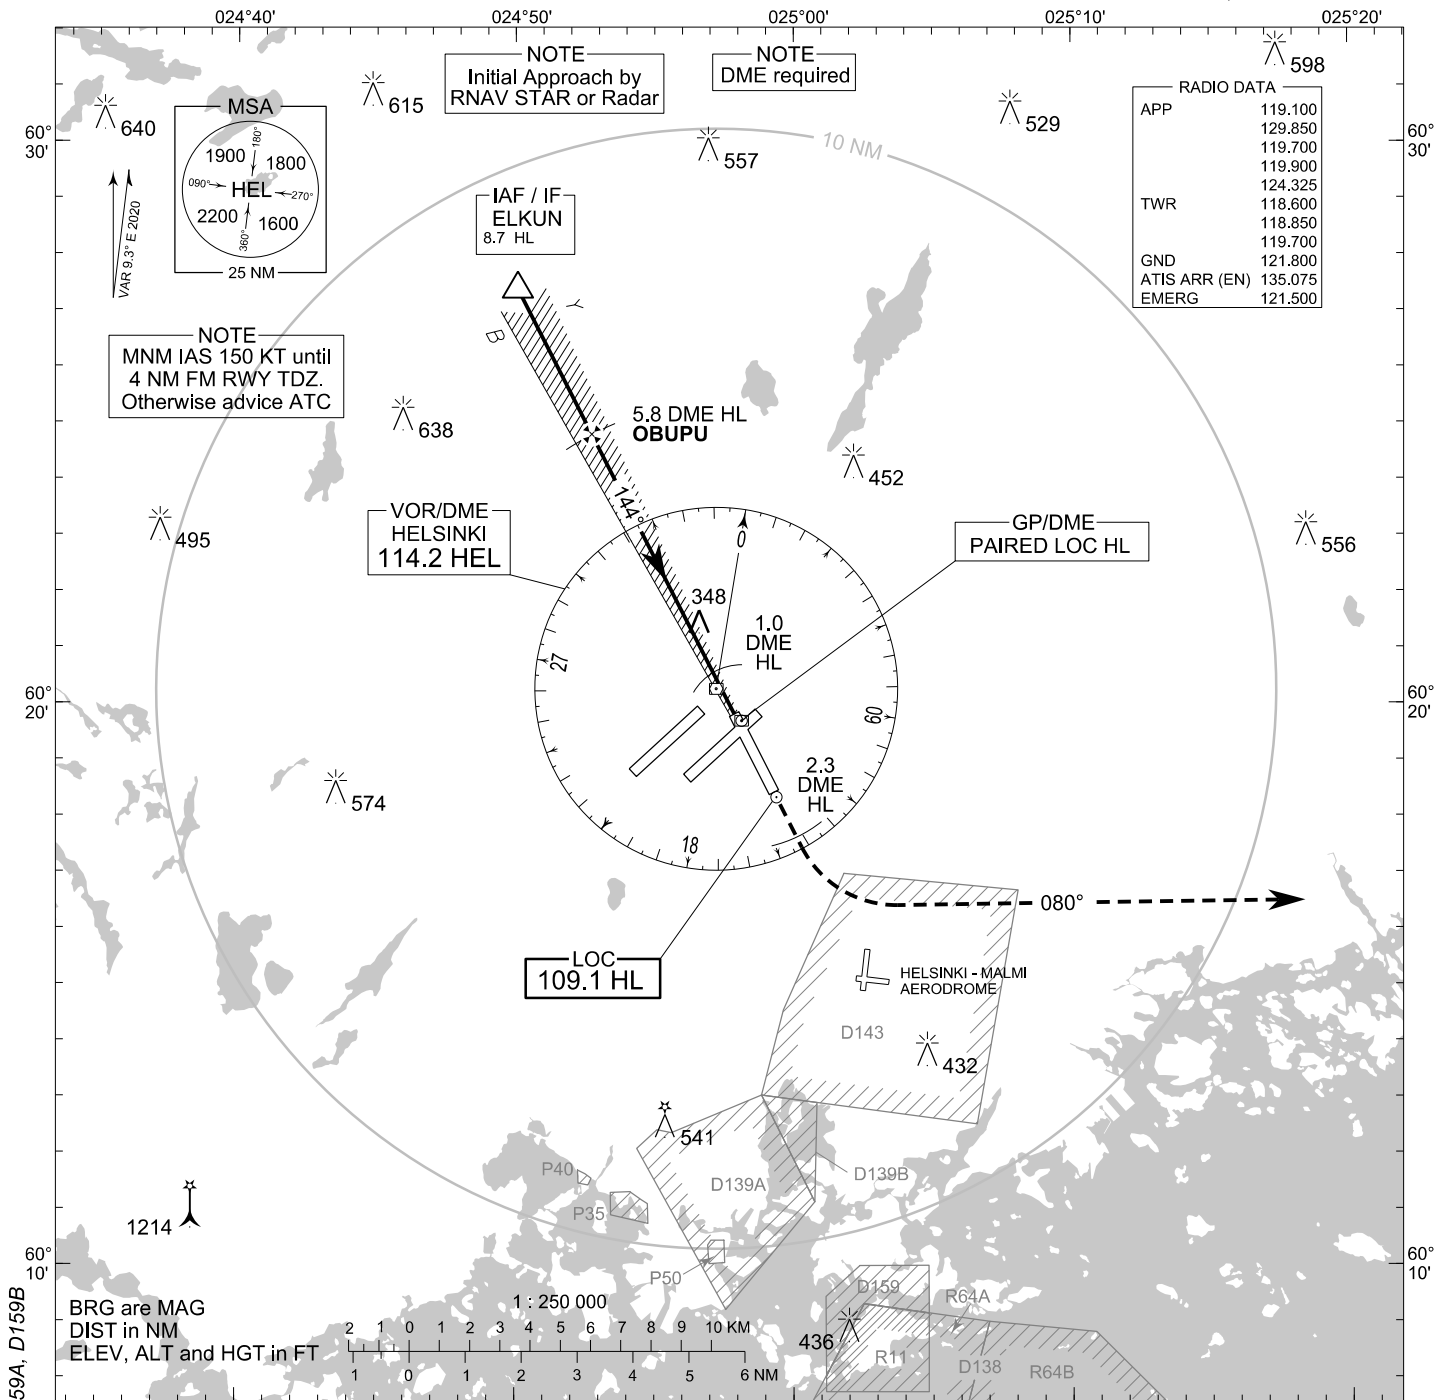 024°40' 024°50' 025°00' 025°10' 025°20'
NOTE
Initial Approach by
RNAV STAR or Radar
NOTE
DME required
598
615
640
529
557
RADIO DATA
APP 119.100
129.850
119.700
119.900
124.325
TWR 118.600
118.850
119.700
GND 121.800
ATIS ARR (EN) 135.075
EMERG 121.500
MSA
180°
1900 1800
090° HEL 270°
2200 1600
360°
25 NM
60°
30'
60°
30'
10 NM
VAR 9.3° E 2020
IAF / IF
ELKUN
8.7 HL
Y
B
NOTE
MNM IAS 150 KT until
4 NM FM RWY TDZ.
Otherwise advice ATC
638
5.8 DME HL
OBUPU
452
144°
495
VOR/DME
HELSINKI
114.2 HEL
GP/DME
PAIRED LOC HL
556
0
348
1.0
DME
HL
27
60
18
60°
20'
60°
20'
574
2.3
DME
HL
080°
LOC
109.1 HL
HELSINKI - MALMI
AERODROME
D143
432
541
P40
D139A
D139B
P35
1214
P50
60°
10'
60°
10'
D159
R64A
436
R11
D138
R64B
BRG are MAG
DIST in NM
ELEV, ALT and HGT in FT
1 : 250 000
2 1 0 1 2 3 4 5 6 7 8 9 10 KM
1 0 1 2 3 4 5 6 NM
59A, D159B